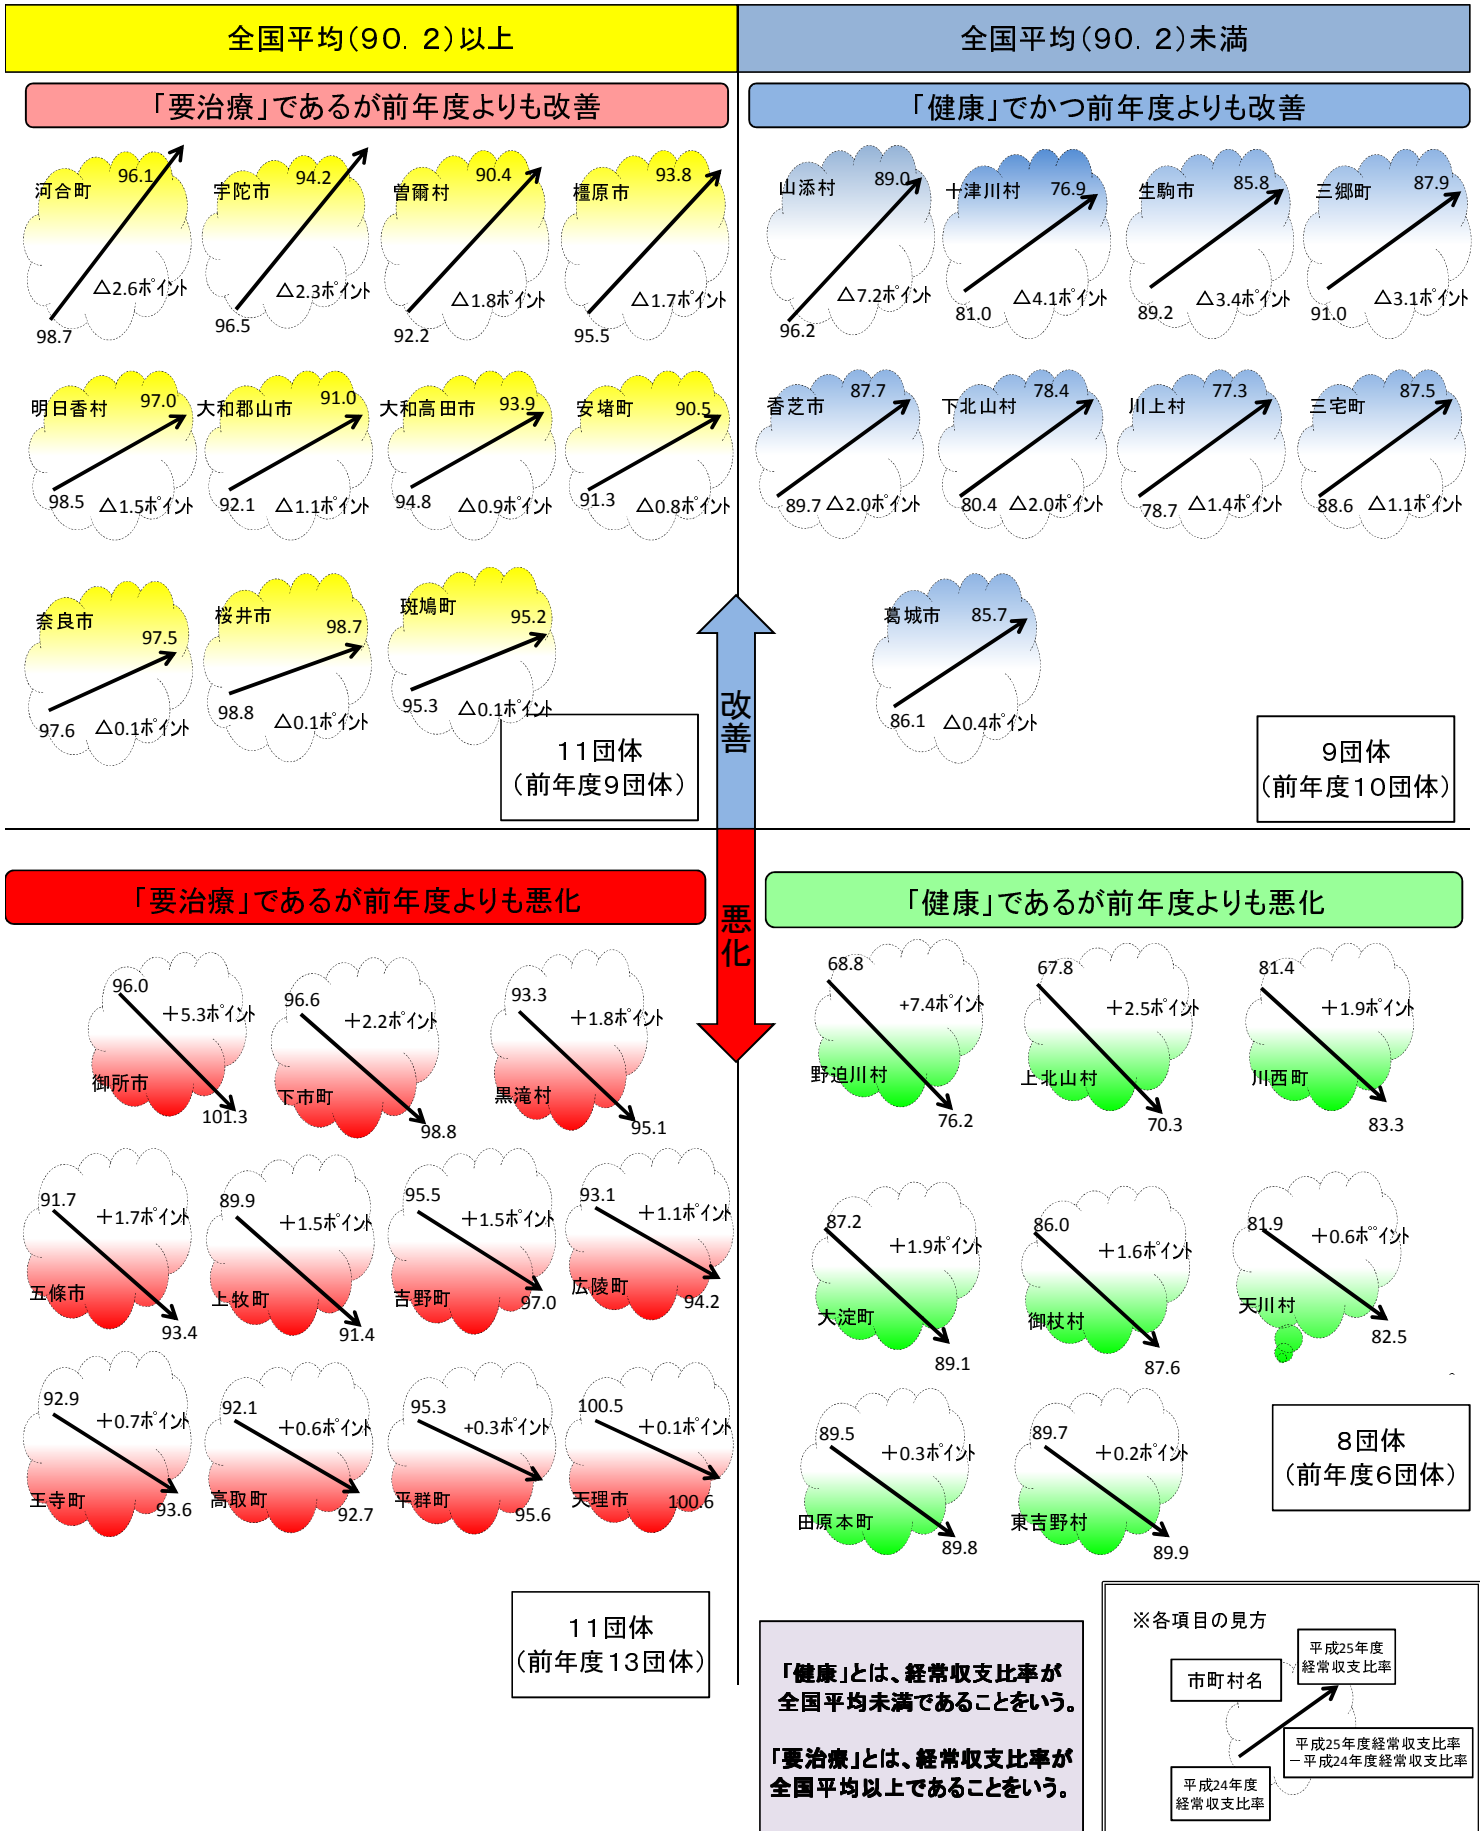 全国平均(９０．２)以上
全国平均(９０．２)未満
「要治療」であるが前年度よりも改善
「健康」でかつ前年度よりも改善
河合町
96.1
98.7
△2.6ﾎﾟｲﾝﾄ
宇陀市
94.2
96.5
△2.3ﾎﾟｲﾝﾄ
曽爾村
90.4
92.2
△1.8ﾎﾟｲﾝﾄ
橿原市
93.8
95.5
△1.7ﾎﾟｲﾝﾄ
山添村
89.0
96.2
△7.2ﾎﾟｲﾝﾄ
十津川村
76.9
81.0
△4.1ﾎﾟｲﾝﾄ
生駒市
85.8
89.2
△3.4ﾎﾟｲﾝﾄ
三郷町
87.9
91.0
△3.1ﾎﾟｲﾝﾄ
明日香村
97.0
98.5
△1.5ﾎﾟｲﾝﾄ
大和郡山市
91.0
92.1
△1.1ﾎﾟｲﾝﾄ
大和高田市
93.9
94.8
△0.9ﾎﾟｲﾝﾄ
安堵町
90.5
91.3
△0.8ﾎﾟｲﾝﾄ
香芝市
87.7
89.7
△2.0ﾎﾟｲﾝﾄ
下北山村
78.4
80.4
△2.0ﾎﾟｲﾝﾄ
川上村
77.3
78.7
△1.4ﾎﾟｲﾝﾄ
三宅町
87.5
88.6
△1.1ﾎﾟｲﾝﾄ
奈良市
97.5
97.6
△0.1ﾎﾟｲﾝﾄ
桜井市
98.7
98.8
△0.1ﾎﾟｲﾝﾄ
斑鳩町
95.2
95.3
△0.1ﾎﾟｲﾝﾄ
葛城市
85.7
86.1
△0.4ﾎﾟｲﾝﾄ
１１団体
(前年度９団体)
改善
９団体
(前年度１０団体)
「要治療」であるが前年度よりも悪化
悪化
「健康」であるが前年度よりも悪化
96.0
＋5.3ﾎﾟｲﾝﾄ
御所市
101.3
96.6
＋2.2ﾎﾟｲﾝﾄ
下市町
98.8
93.3
＋1.8ﾎﾟｲﾝﾄ
黒滝村
95.1
68.8
+7.4ﾎﾟｲﾝﾄ
野迫川村
76.2
67.8
＋2.5ﾎﾟｲﾝﾄ
上北山村
70.3
81.4
＋1.9ﾎﾟｲﾝﾄ
川西町
83.3
91.7
＋1.7ﾎﾟｲﾝﾄ
五條市
93.4
89.9
＋1.5ﾎﾟｲﾝﾄ
上牧町
91.4
95.5
＋1.5ﾎﾟｲﾝﾄ
吉野町
97.0
93.1
＋1.1ﾎﾟｲﾝﾄ
広陵町
94.2
87.2
＋1.9ﾎﾟｲﾝﾄ
大淀町
89.1
86.0
＋1.6ﾎﾟｲﾝﾄ
御杖村
87.6
81.9
＋0.6ﾎﾟｲﾝﾄ
天川村
82.5
92.9
＋0.7ﾎﾟｲﾝﾄ
王寺町
93.6
92.1
＋0.6ﾎﾟｲﾝﾄ
高取町
92.7
95.3
+0.3ﾎﾟｲﾝﾄ
平群町
95.6
100.5
＋0.1ﾎﾟｲﾝﾄ
天理市
100.6
89.5
＋0.3ﾎﾟｲﾝﾄ
田原本町
89.8
89.7
＋0.2ﾎﾟｲﾝﾄ
東吉野村
89.9
８団体
(前年度６団体)
１１団体
(前年度１３団体)
「健康」とは、経常収支比率が
全国平均未満であることをいう。
「要治療」とは、経常収支比率が
全国平均以上であることをいう。
※各項目の見方
市町村名
平成25年度
経常収支比率
平成25年度経常収支比率
－平成24年度経常収支比率
平成24年度
経常収支比率